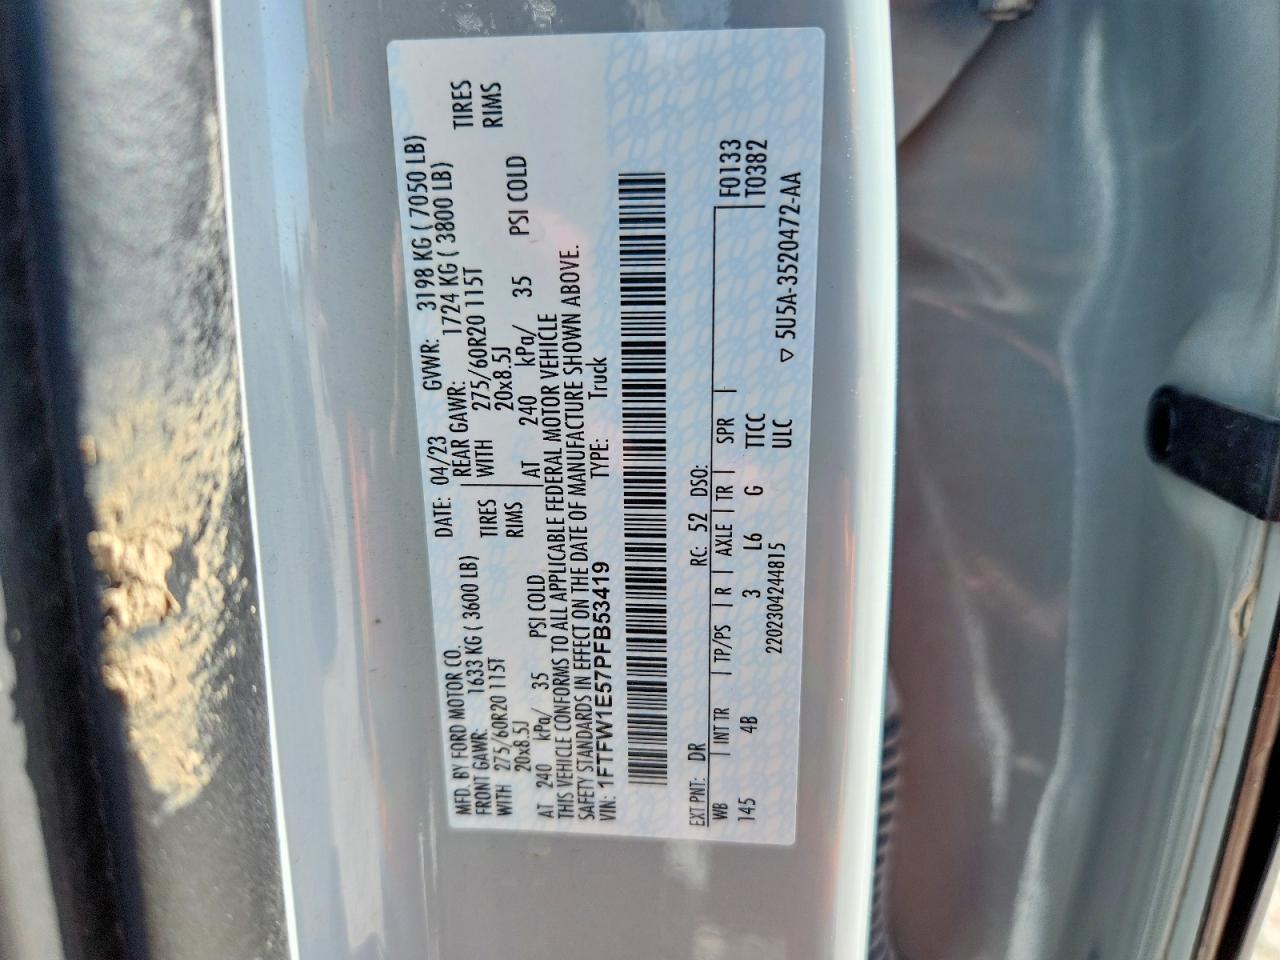 MFD. BY FORD MOTOR CO. DATE: 04/23 GVWR: 3198 KG ( 7050 LB)
FRONT GAWR: 1633 KG ( 3600 LB) REAR GAWR: 1724 KG ( 3800 LB)
WITH 275/60R20 115T TIRES WITH 275/60R20 115T TIRES
20x8.5J RIMS 20x8.5J RIMS
AT 240 kPa/ 35 PSI COLD AT 240 kPa/ 35 PSI COLD
THIS VEHICLE CONFORMS TO ALL APPLICABLE FEDERAL MOTOR VEHICLE
SAFETY STANDARDS IN EFFECT ON THE DATE OF MANUFACTURE SHOWN ABOVE.
VIN: 1FTFW1E57PFB53419 TYPE: Truck
EXT PNT: DR RC: 52 DSO: F0133
WB INT TR TP/PS R AXLE TR SPR T0382
145 4B 3 L6 G TTCC
2202304244815 ULC ▽ 5U5A-3520472-AA